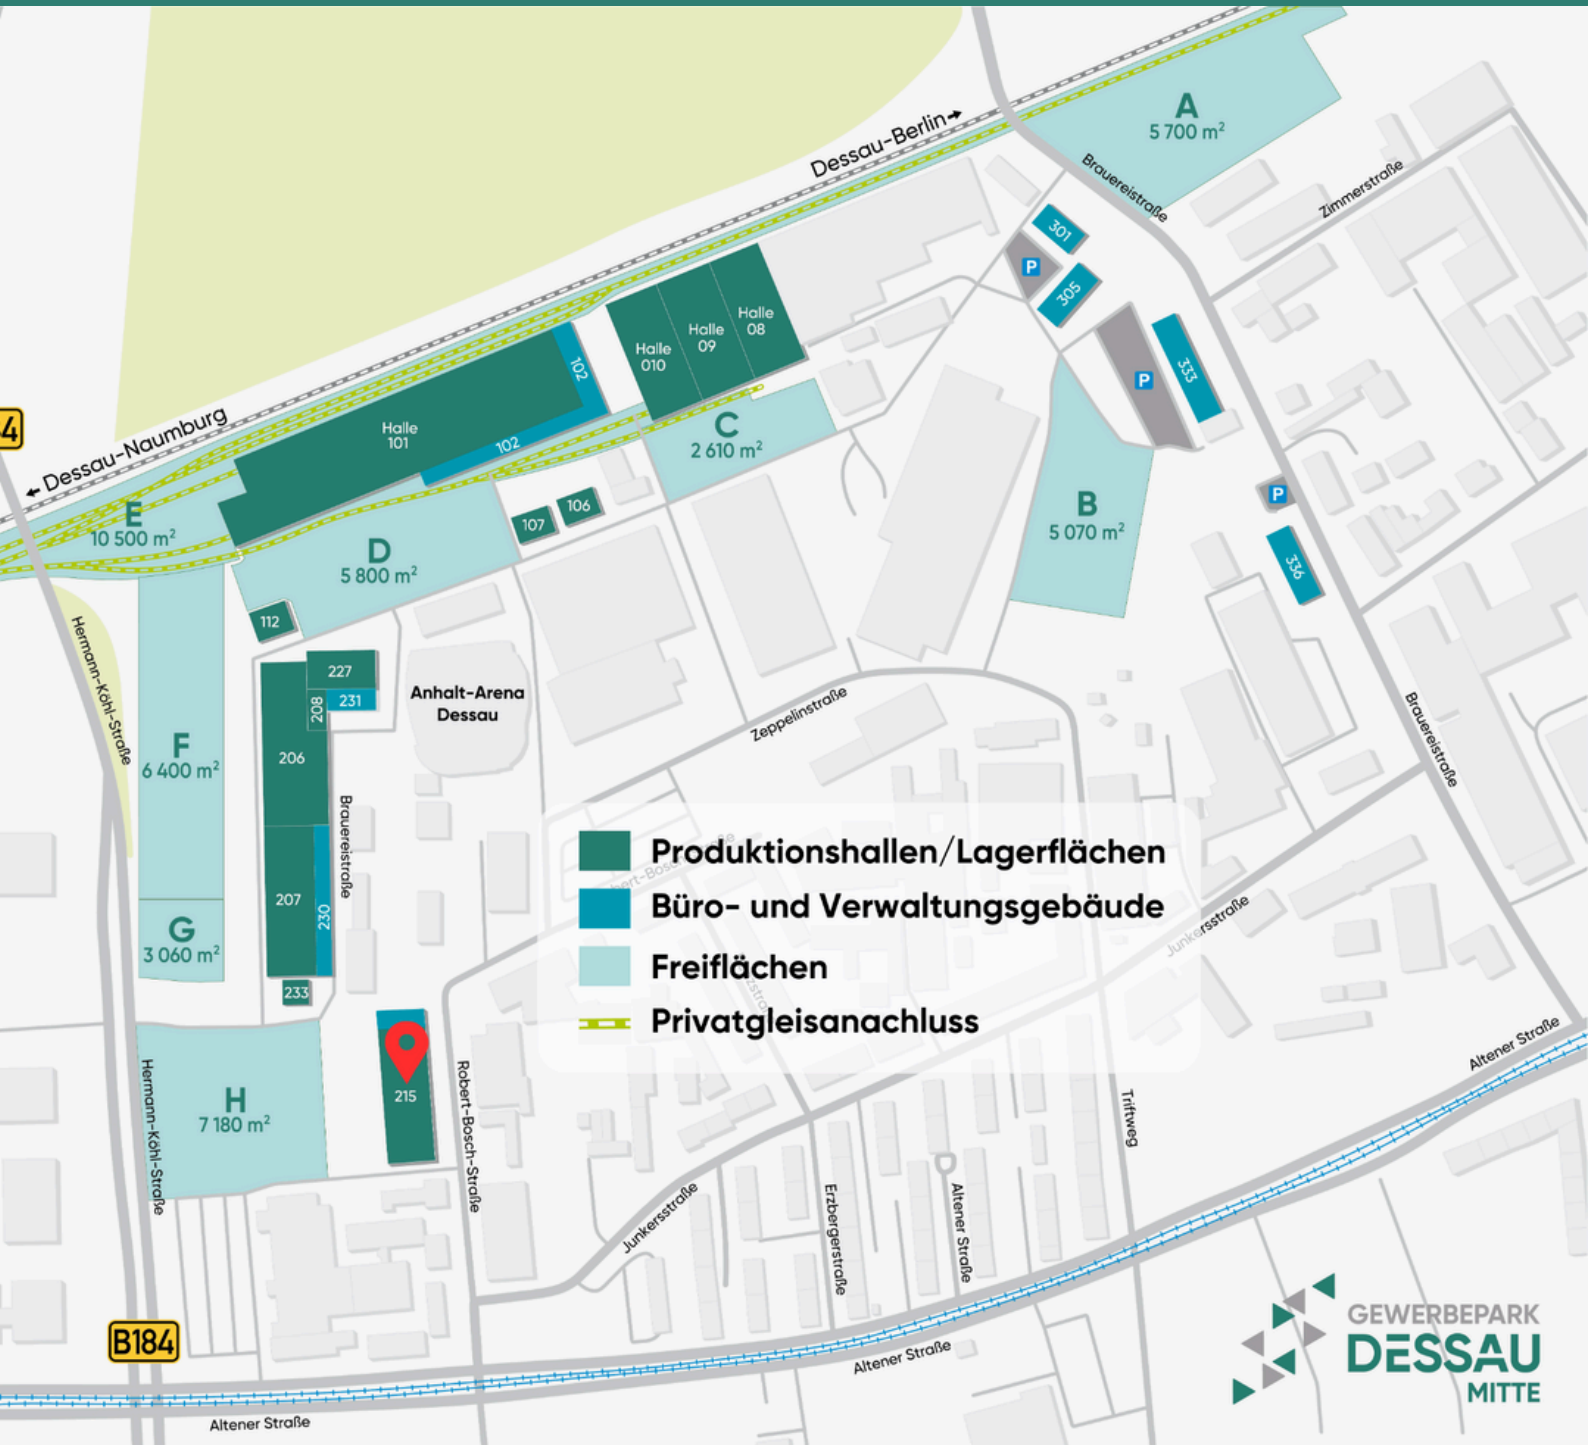 A
5 700 m²
Dessau-Berlin
Brauereistraße
Zimmerstraße
301
P
305
Halle
08
Halle
09
Halle
010
333
P
102
4
Dessau-Naumburg
Halle
101
102
C
2 610 m²
P
B
5 070 m²
E
10 500 m²
106
107
D
5 800 m²
336
112
Hermann-Köhl-Straße
227
231
208
Anhalt-Arena
Dessau
Zeppelinstraße
Brauereistraße
F
6 400 m²
206
Brauereistraße
Produktionshallen/Lagerflächen
Büro- und Verwaltungsgebäude
Freiflächen
Privatgleisanachluss
207
230
G
3 060 m²
Junkersstraße
233
H
7 180 m²
215
Hermann-Köhl-Straße
Robert-Bosch-Straße
Triftweg
Altener Straße
Junkersstraße
Erzbergerstraße
Altener Straße
B184
Altener Straße
Altener Straße
GEWERBEPARK
DESSAU
MITTE